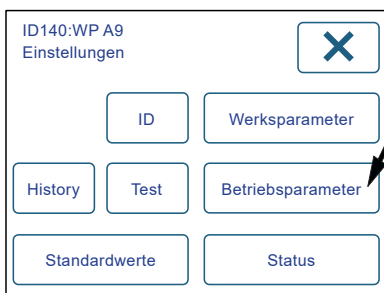 ID140:WP A9
Einstellungen
ID
Werksparameter
History
Test
Betriebsparameter
Standardwerte
Status